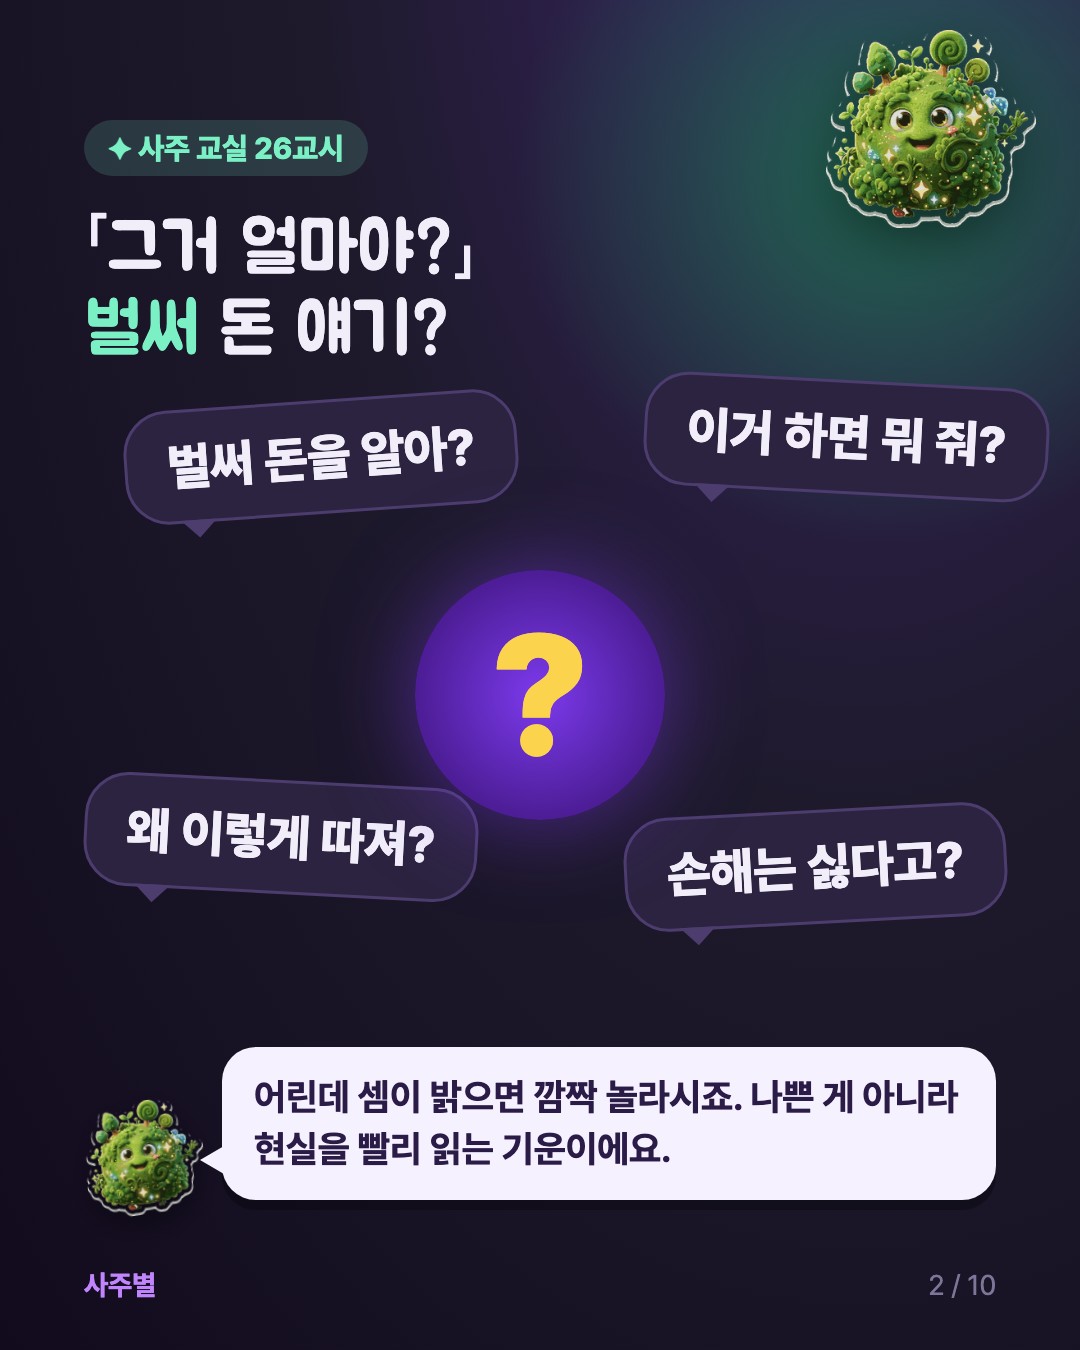 ✦ 사주 교실 26교시
「그거 얼마야?」
벌써 돈 얘기?
벌써 돈을 알아?
이거 하면 뭐 줘?
?
왜 이렇게 따져?
손해는 싫다고?
어린데 셈이 밝으면 깜짝 놀라시죠. 나쁜 게 아니라
현실을 빨리 읽는 기운이에요.
사주별
2 / 10